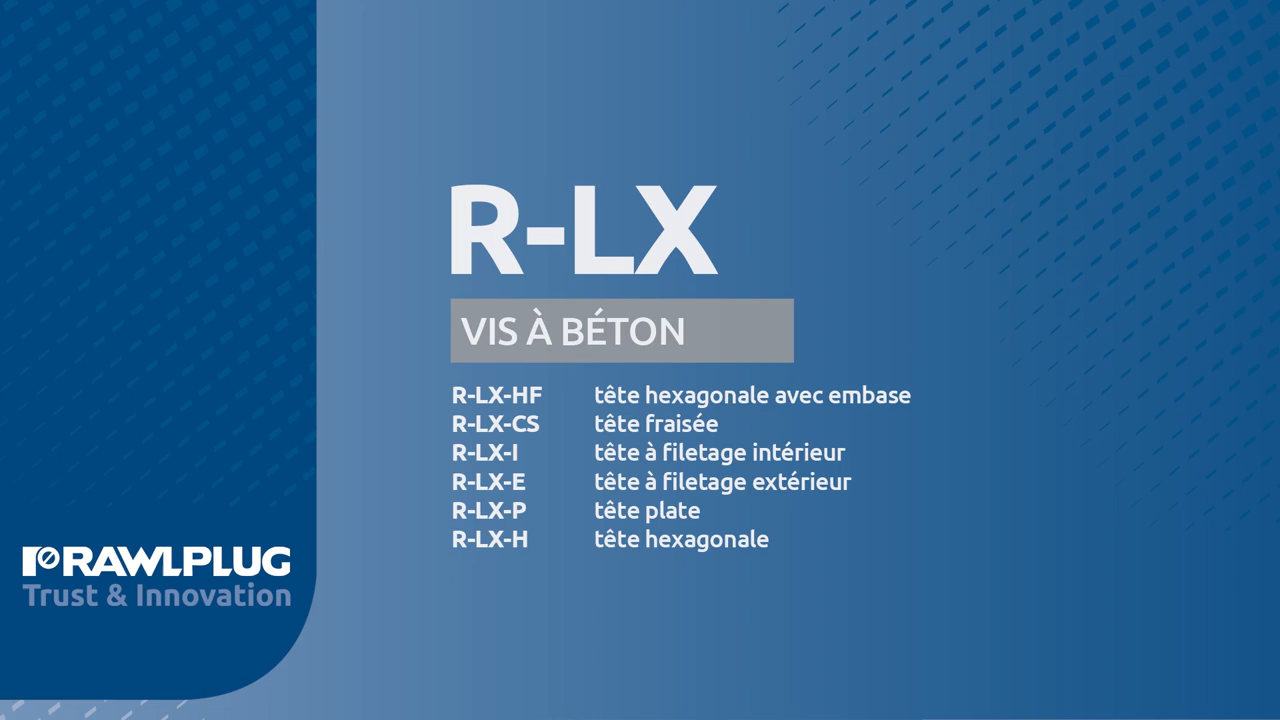 R-LX
VIS À BÉTON
R-LX-HF tête hexagonale avec embase
R-LX-CS tête fraisée
R-LX-I tête à filetage intérieur
R-LX-E tête à filetage extérieur
R-LX-P tête plate
R-LX-H tête hexagonale
RAWLPLUG
Trust & Innovation